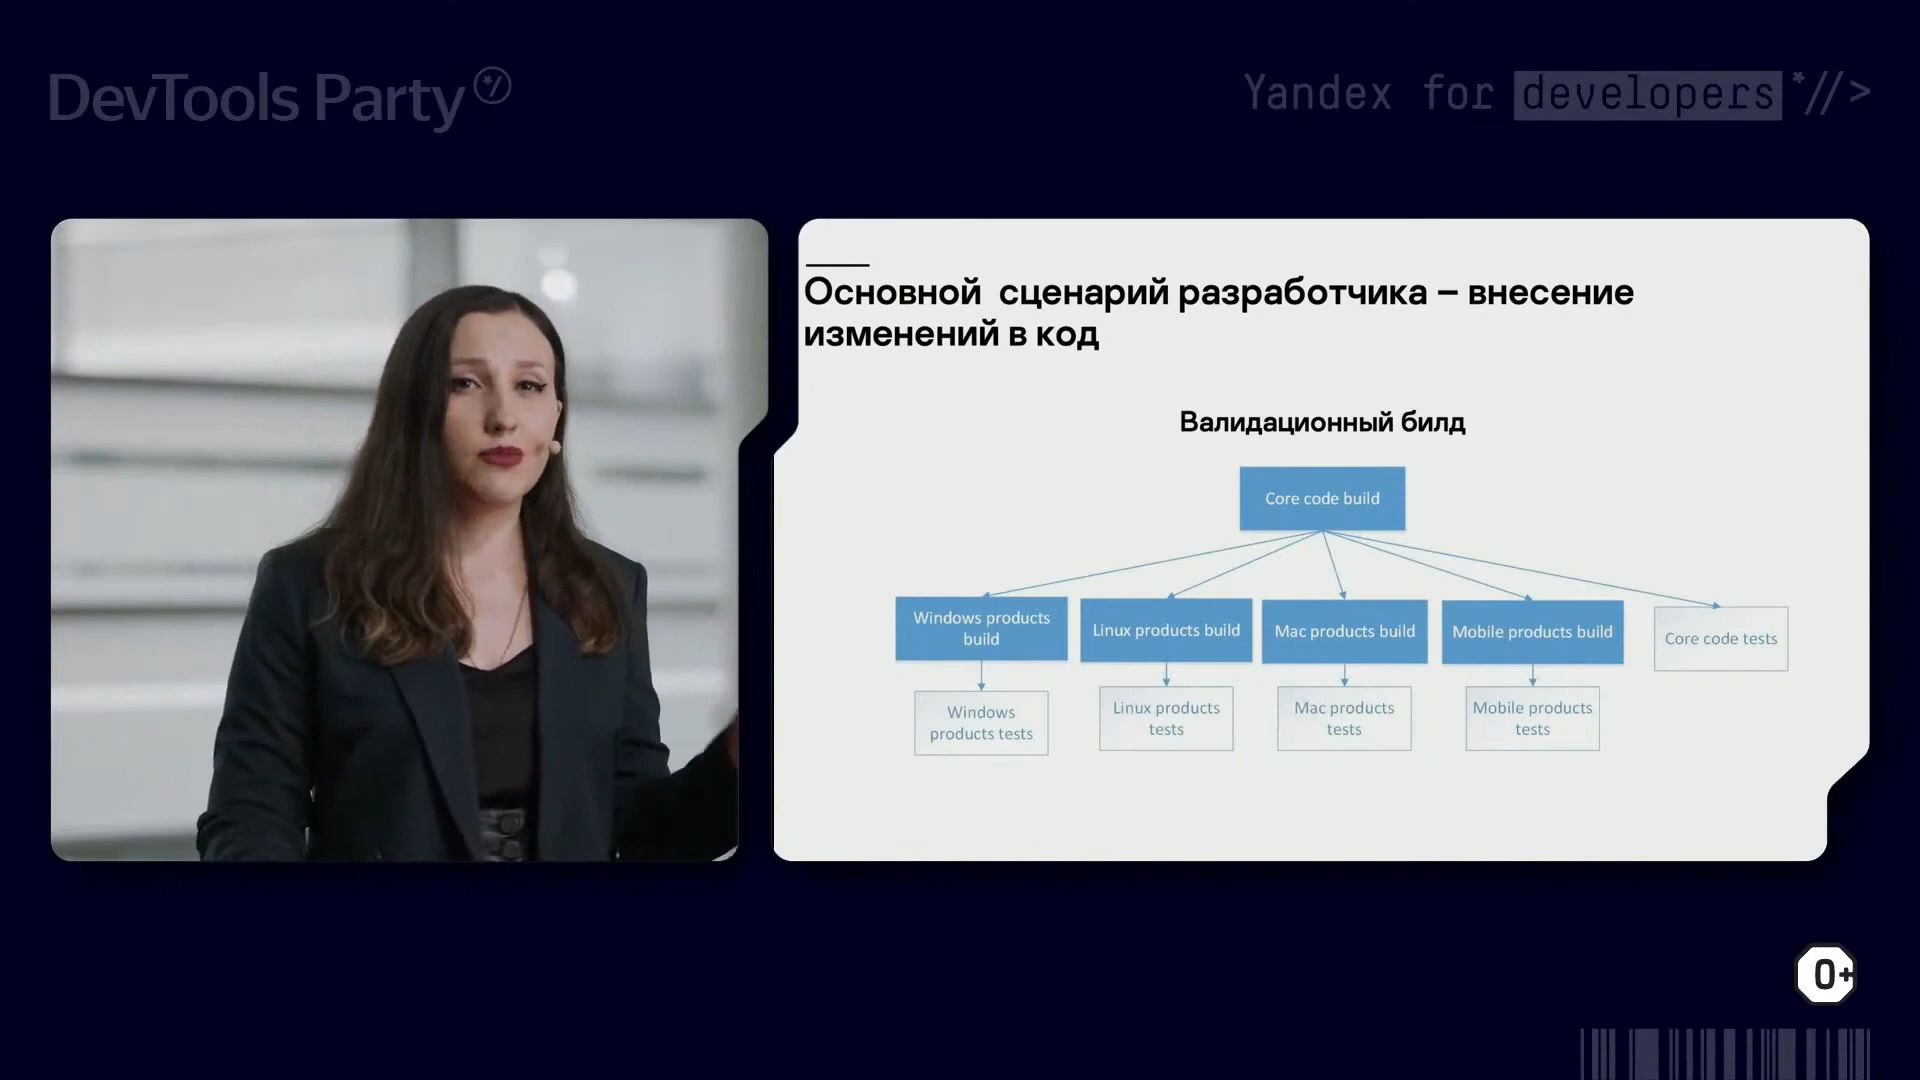 DevTools Party
Yandex for developers *//>
Основной сценарий разработчика – внесение
изменений в код
Валидационный билд
Core code build
Windows products
build
Linux products build
Mac products build
Mobile products build
Core code tests
Windows
products tests
Linux products
tests
Mac products
tests
Mobile products
tests
0+